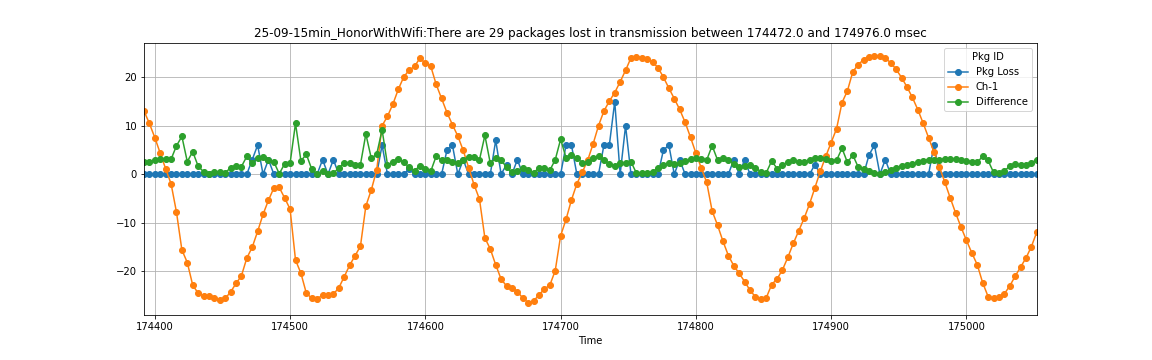 25-09-15min_HonorWithWifi:There are 29 packages lost in transmission between 174472.0 and 174976.0 msec
Pkg ID
Pkg Loss
Ch-1
Difference
20
10
0
−10
−20
174400 174500 174600 174700 174800 174900 175000
Time